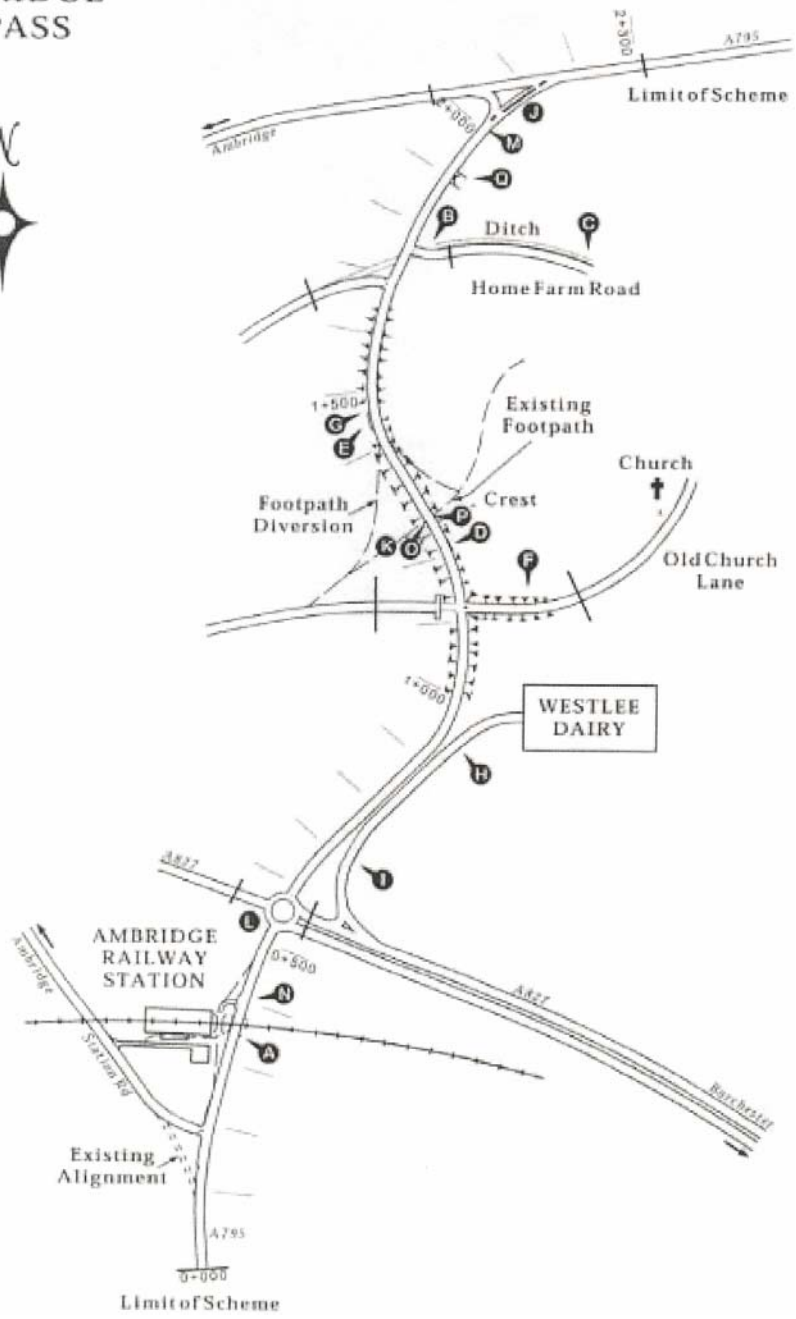 PASS
N
2+300
A795
Limit of Scheme
Ambridge
2+000
J
M
Q
B
Ditch
C
Home Farm Road
1+500
G
E
Existing
Footpath
Church
Footpath
Diversion
Crest
P
K
O
D
F
Old Church
Lane
1+000
WESTLEE
DAIRY
H
I
A827
L
AMBRIDGE
RAILWAY
STATION
0+500
Ambridge
N
A827
A
Station Rd
Barchester
Existing
Alignment
A795
0+000
Limit of Scheme